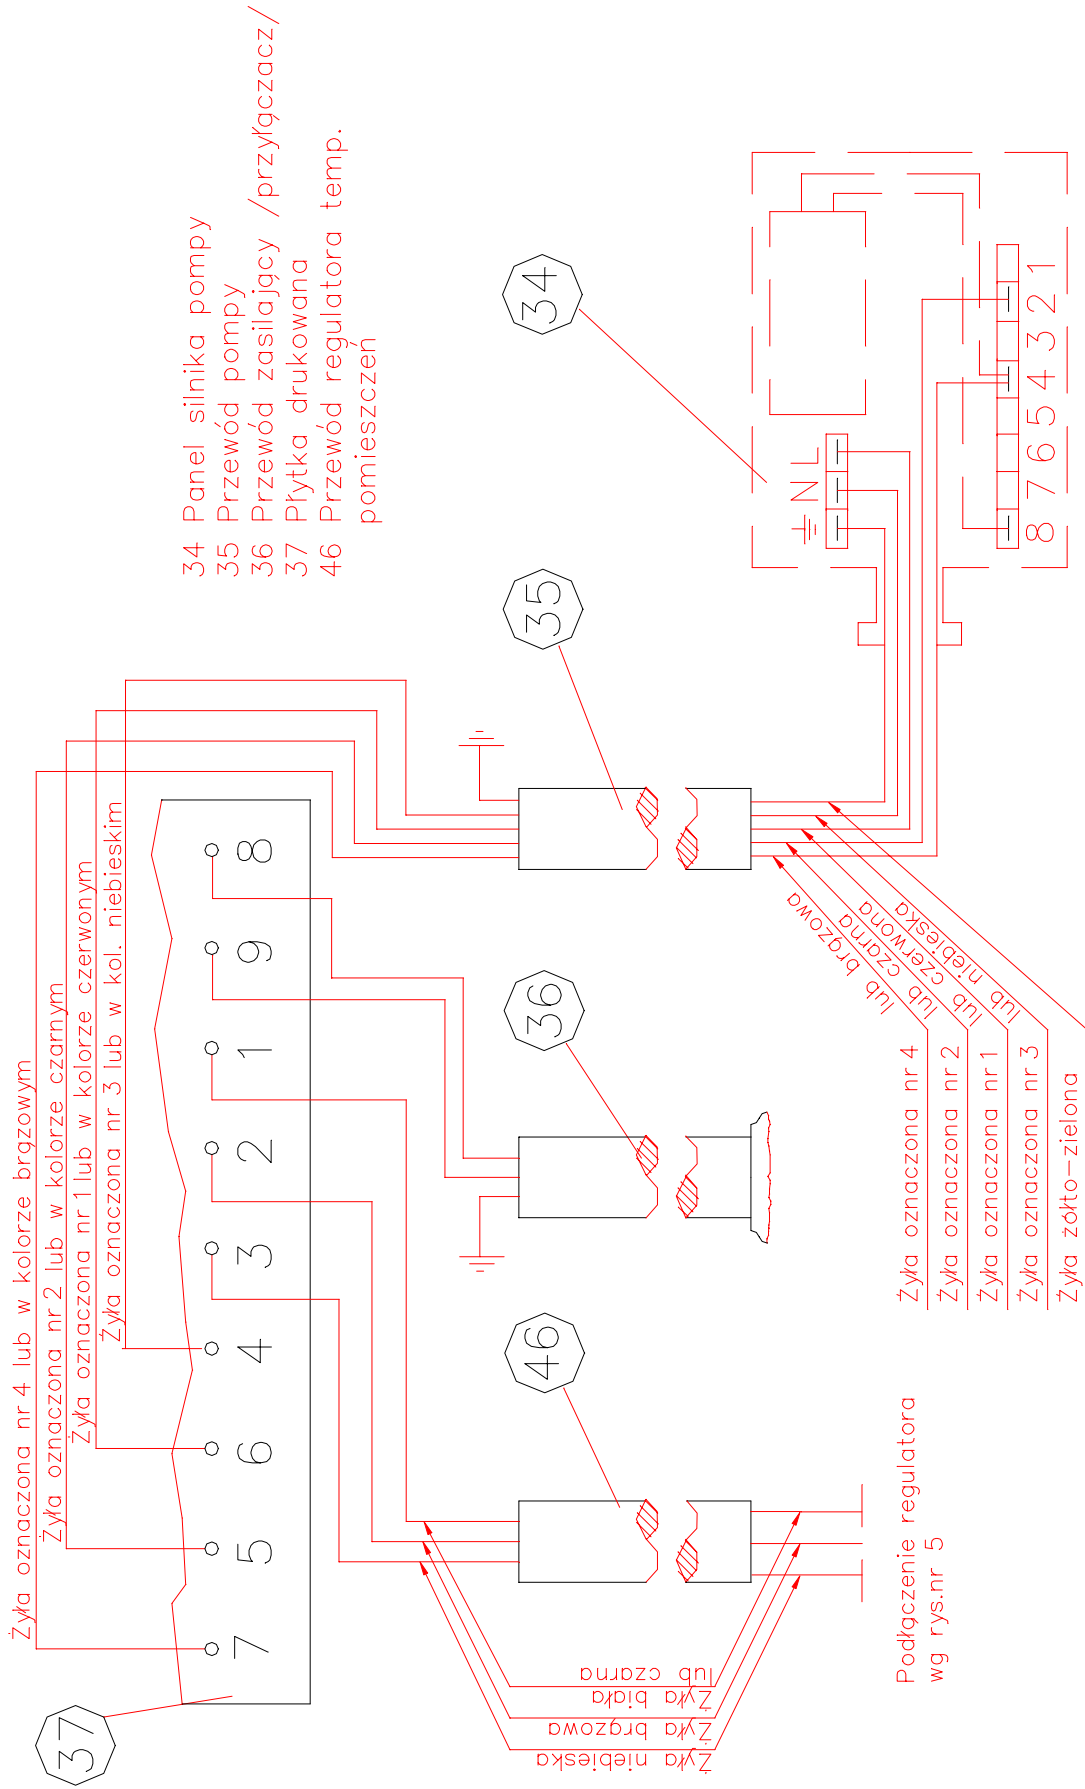 34 Panel silnika pompy
35 Przewód pompy
36 Przewód zasilający /przyłączacz/
37 Płytka drukowana
46 Przewód regulatora temp.
pomieszczeń
Żyła oznaczona nr 4 lub w kolorze brązowym
Żyła oznaczona nr 2 lub w kolorze czarnym
Żyła oznaczona nr 1 lub w kolorze czerwonym
Żyła oznaczona nr 3 lub w kol. niebieskim
37
7 5 6 4 3 2 1 9 8
46
36
35
34
N L
8 7 6 5 4 3 2 1
Żyła niebieska
Żyła brązowa
Żyła biała
lub czarna
Podłączenie regulatora
wg rys.nr 5
Żyła oznaczona nr 4
lub brązowa
Żyła oznaczona nr 2
lub czarna
Żyła oznaczona nr 1
lub czerwona
Żyła oznaczona nr 3
lub niebieska
Żyła żółto-zielona